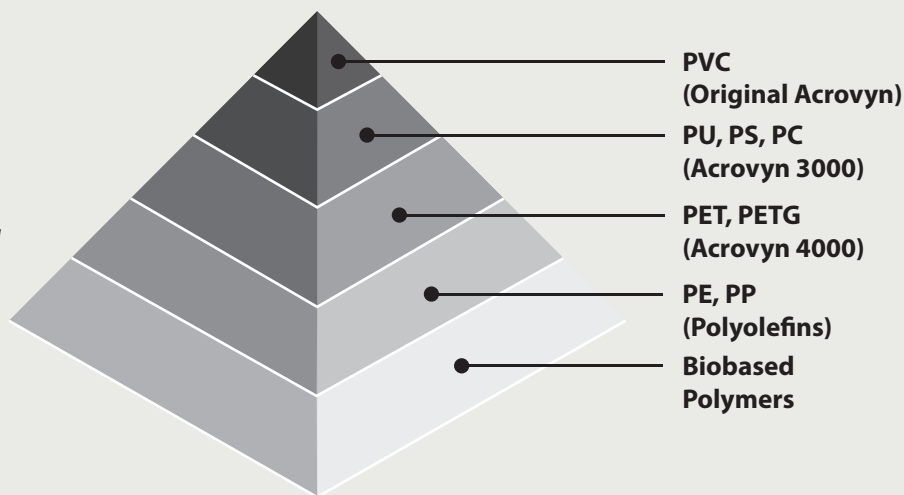 PVC
(Original Acrovyn)
PU, PS, PC
(Acrovyn 3000)
PET, PETG
(Acrovyn 4000)
PE, PP
(Polyolefins)
Biobased
Polymers